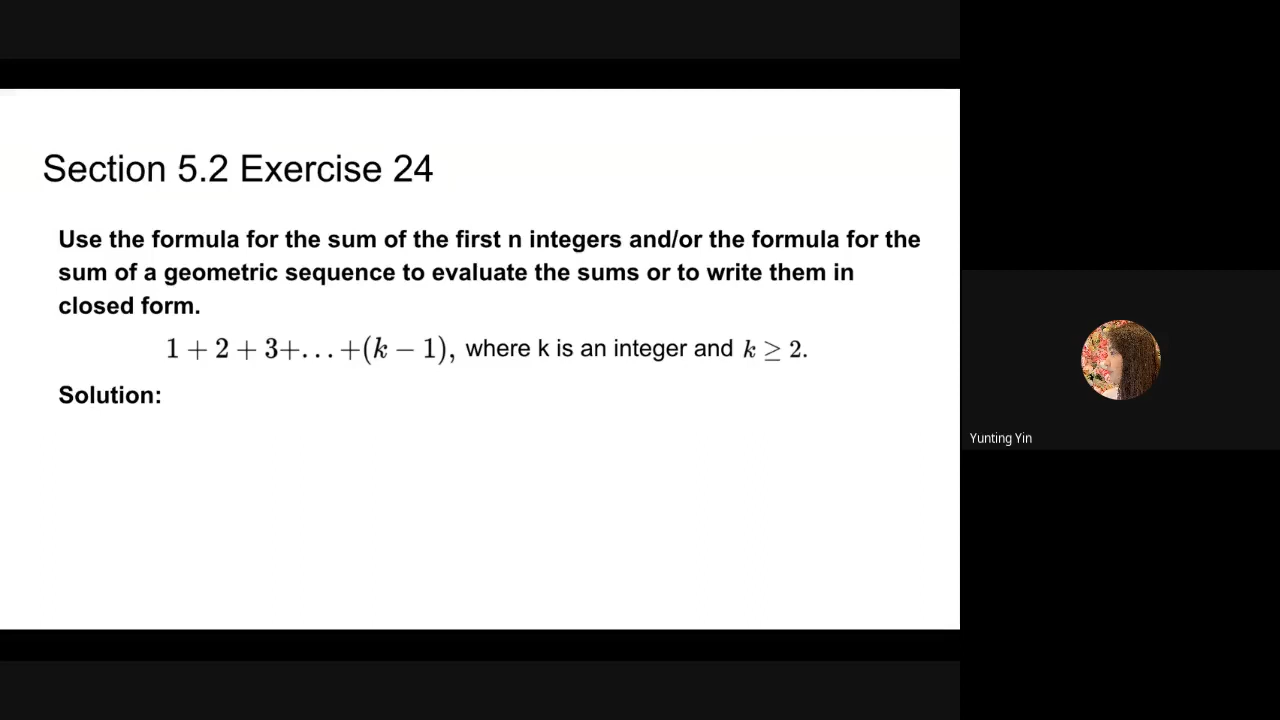 Section 5.2 Exercise 24
Use the formula for the sum of the first n integers and/or the formula for the
sum of a geometric sequence to evaluate the sums or to write them in
closed form.
1 + 2 + 3+. . . +(k − 1), where k is an integer and k ≥ 2.
Solution:
Yunting Yin